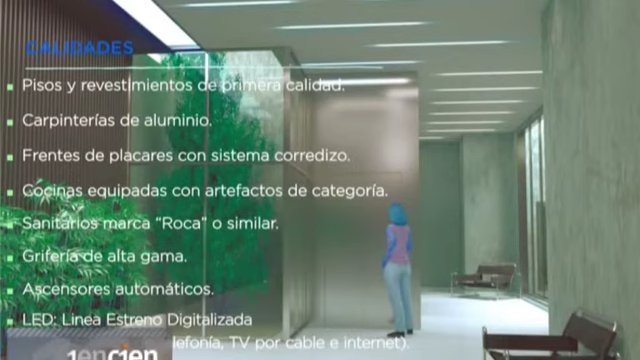 CALIDADES
Pisos y revestimientos de primera calidad.
Carpinterías de aluminio.
Frentes de placares con sistema corredizo.
Cocinas equipadas con artefactos de categoría.
Sanitarios marca “Roca” o similar.
Grifería de alta gama.
Ascensores automáticos.
LED: Linea Estreno Digitalizada
lefonía, TV por cable e internet).
1encien